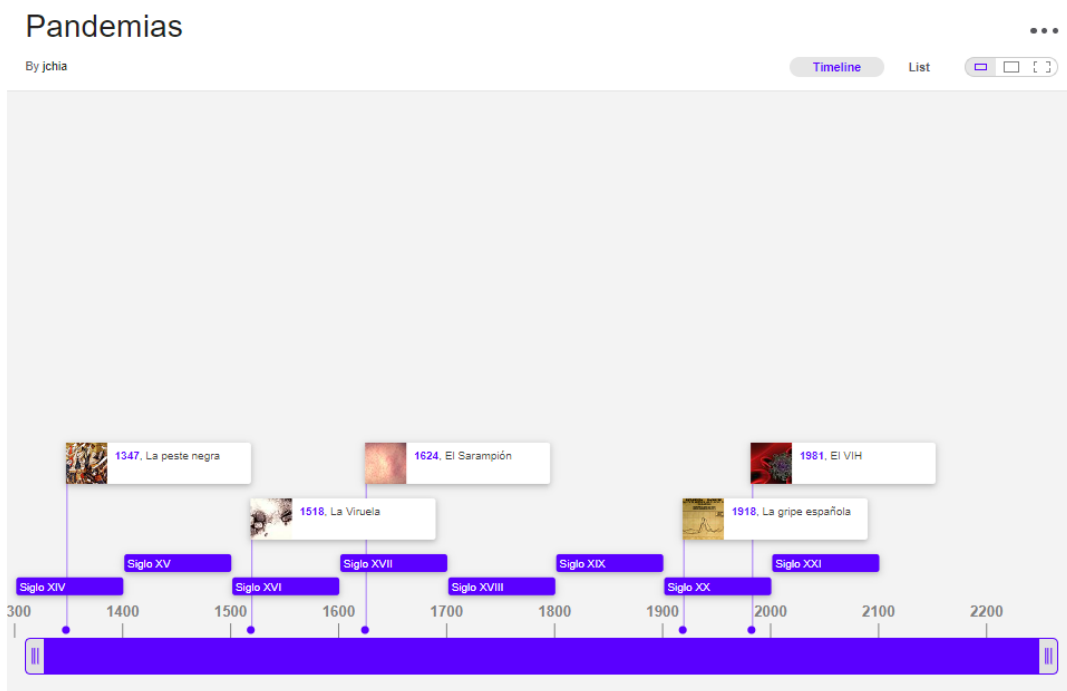 Pandemias
By jchia
Timeline
List
1347, La peste negra
1624, El Sarampión
1981, El VIH
1518, La Viruela
1918, La gripe española
Siglo XV
Siglo XVII
Siglo XIX
Siglo XXI
Siglo XIV
Siglo XVI
Siglo XVIII
Siglo XX
300 1400 1500 1600 1700 1800 1900 2000 2100 2200